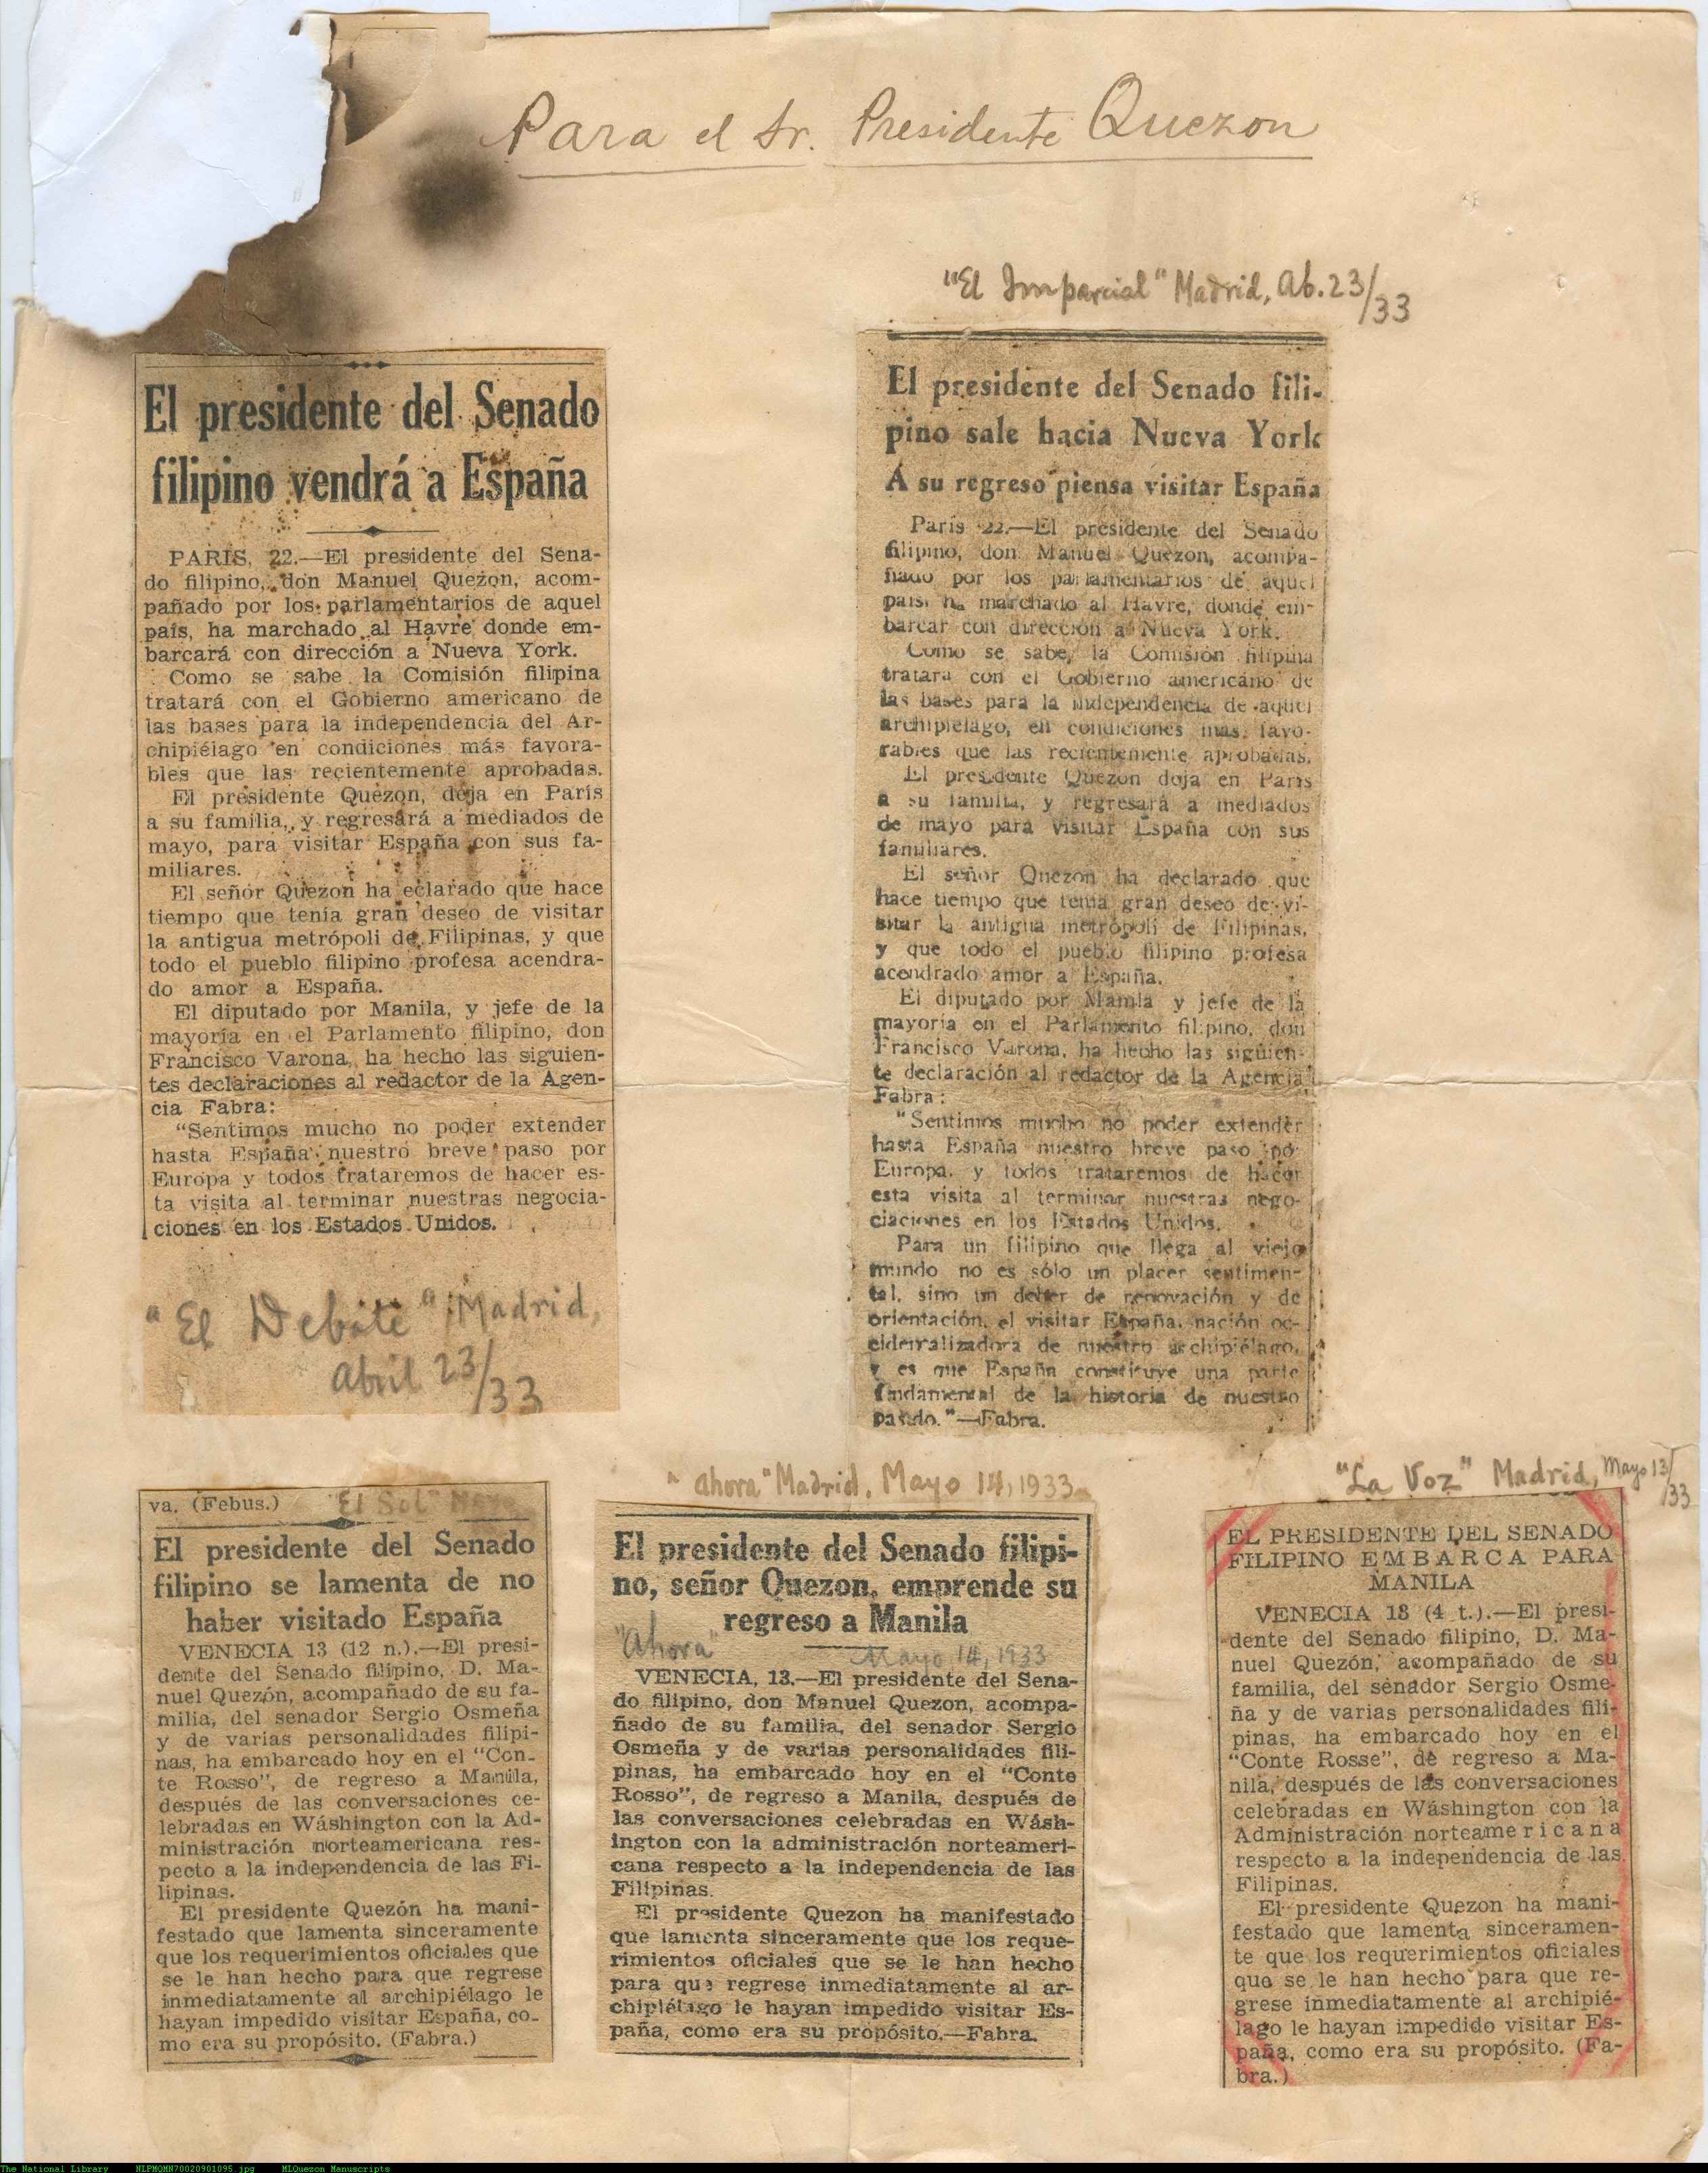 Para el Sr. Presidente Quezon
El presidente del Senado
filipino vendrá a España
PARIS, 22.—El presidente del Sena-
do filipino, don Manuel Quezon, acom-
pañado por los parlamentarios de aquel
país, ha marchado al Havre donde em-
barcará con dirección a Nueva York.
Como se sabe la Comisión filipina
tratará con el Gobierno americano de
las bases para la independencia del Ar-
chipiélago en condiciones más favora-
bles que las recientemente aprobadas.
El presidente Quezon, deja en París
a su familia, y regresará a mediados de
mayo, para visitar España con sus fa-
miliares.
El señor Quezon ha eclarado que hace
tiempo que tenía gran deseo de visitar
la antigua metrópoli de Filipinas, y que
todo el pueblo filipino profesa acendra-
do amor a España.
El diputado por Manila, y jefe de la
mayoría en el Parlamento filipino, don
Francisco Varona, ha hecho las siguien-
tes declaraciones al redactor de la Agen-
cia Fabra:
“Sentimos mucho no poder extender
hasta España nuestro breve paso por
Europa y todos trataremos de hacer es-
ta visita al terminar nuestras negocia-
ciones en los Estados Unidos.
"El Debate" Madrid,
Abril 23/33
"El Imparcial" Madrid, Ab. 23/33
El presidente del Senado fili-
pino sale hacia Nueva York
A su regreso piensa visitar España
París 22.—El presidente del Senado
filipino, don Manuel Quezon, acompa-
ñado por los parlamentarios de aquel
país, ha marchado al Havre, donde em-
barcar con dirección a Nueva York.
Como se sabe, la Comisión filipina
tratara con el Gobierno americano de
las bases para la independencia de aquel
archipielago, en condiciones mas favo-
rables que las recientemente aprobadas.
El presidente Quezon deja en París
a su familia, y regresará a mediados
de mayo para visitar España con sus
familiares.
El señor Quezon ha declarado que
hace tiempo que tenía gran deseo de vi-
sitar la antigua metrópoli de Filipinas,
y que todo el pueblo filipino profesa
acendrado amor a España.
El diputado por Manila y jefe de la
mayoría en el Parlamento filipino, don
Francisco Varona, ha hecho las siguien-
te declaración al redactor de la Agencia
Fabra:
“Sentimos mucho no poder extender
hasta España nuestro breve paso po
Europa, y todos trataremos de hacer
esta visita al terminar nuestras nego-
ciaciones en los Estados Unidos.
Para un filipino que llega al viejo
mundo no es sólo un placer sentimen-
tal, sino un deber de renovación y de
orientación, el visitar España, nación oc-
cidentalizadora de nuestro archipiélago,
y es que España constituye una parte
fundamental de la historia de nuestro
pasado.”—Fabra.
va. (Febus.) "El Sol"
El presidente del Senado
filipino se lamenta de no
haber visitado España
VENECIA 13 (12 n.).—El presi-
dente del Senado filipino, D. Ma-
nuel Quezón, acompañado de su fa-
milia, del senador Sergio Osmeña
y de varias personalidades filipi-
nas, ha embarcado hoy en el “Con-
te Rosso”, de regreso a Manila,
después de las conversaciones ce-
lebradas en Wáshington con la Ad-
ministración norteamericana res-
pecto a la independencia de las Fi-
lipinas.
El presidente Quezón ha mani-
festado que lamenta sinceramente
que los requerimientos oficiales que
se le han hecho para que regrese
inmediatamente al archipiélago le
hayan impedido visitar España, co-
mo era su propósito. (Fabra.)
"Ahora" Madrid, Mayo 14, 1933
El presidente del Senado filipi-
no, señor Quezon, emprende su
regreso a Manila
"Ahora" Mayo 14, 1933
VENECIA, 13.—El presidente del Sena-
do filipino, don Manuel Quezon, acompa-
ñado de su familia, del senador Sergio
Osmeña y de varias personalidades fili-
pinas, ha embarcado hoy en el “Conte
Rosso”, de regreso a Manila, después de
las conversaciones celebradas en Wásh-
ington con la administración norteameri-
cana respecto a la independencia de las
Filipinas.
El presidente Quezon ha manifestado
que lamenta sinceramente que los reque-
rimientos oficiales que se le han hecho
para que regrese inmediatamente al ar-
chipiélago le hayan impedido visitar Es-
paña, como era su propósito.—Fabra.
"La Voz" Madrid, Mayo 13/33
EL PRESIDENTE DEL SENADO
FILIPINO EMBARCA PARA
MANILA
VENECIA 13 (4 t.).—El presi-
dente del Senado filipino, D. Ma-
nuel Quezón, acompañado de su
familia, del senador Sergio Osme-
ña y de varias personalidades fili-
pinas, ha embarcado hoy en el
“Conte Rosse”, de regreso a Ma-
nila, después de las conversaciones
celebradas en Wáshington con la
Administración norteamericana
respecto a la independencia de las
Filipinas.
El presidente Quezon ha mani-
festado que lamenta sinceramen-
te que los requerimientos oficiales
que se le han hecho para que re-
grese inmediatamente al archipié-
lago le hayan impedido visitar Es-
paña, como era su propósito. (Fa-
bra.)
The National Library NLPMQMN70020901095.jpg MLQuezon Manuscripts